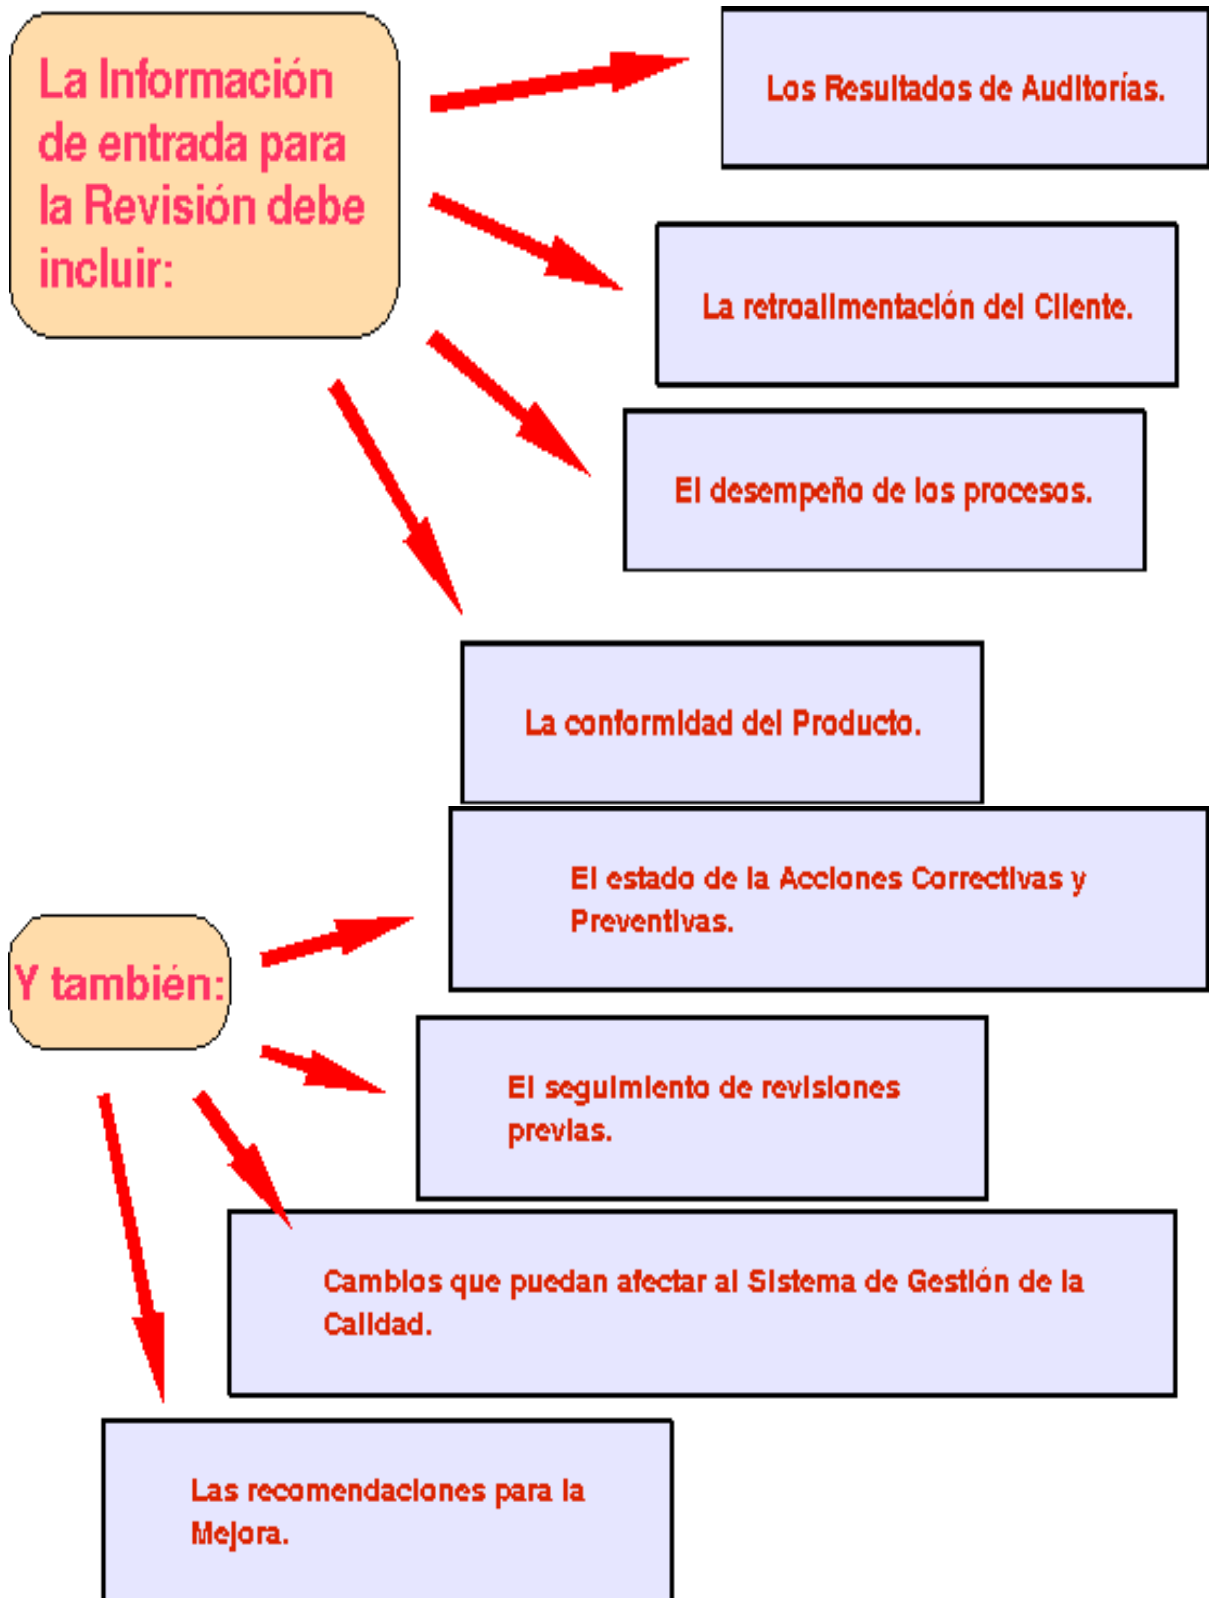 La Información
de entrada para
la Revisión debe
incluir:
Los Resultados de Auditorías.
La retroalimentación del Cliente.
El desempeño de los procesos.
La conformidad del Producto.
El estado de la Acciones Correctivas y
Preventivas.
Y también:
El seguimiento de revisiones
previas.
Cambios que puedan afectar al Sistema de Gestión de la
Calidad.
Las recomendaciones para la
Mejora.